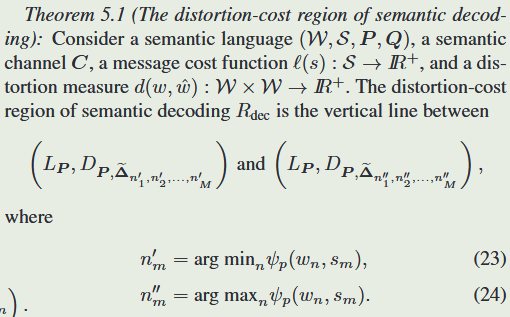 Theorem 5.1 (The distortion-cost region of semantic decod-
ing): Consider a semantic language (𝒲, 𝒮, P, Q), a semantic
channel C, a message cost function ℓ(s) : 𝒮 → ℝ⁺, and a dis-
tortion measure d(w, ŵ) : 𝒲 × 𝒲 → ℝ⁺. The distortion-cost
region of semantic decoding R_dec is the vertical line between
(L_P, D_{P,Δ̃_{n′_1,n′_2,…,n′_M}}) and (L_P, D_{P,Δ̃_{n″_1,n″_2,…,n″_M}}),
where
n′_m = arg min_n ψ_p(w_n, s_m), (23)
n″_m = arg max_n ψ_p(w_n, s_m). (24)
n).